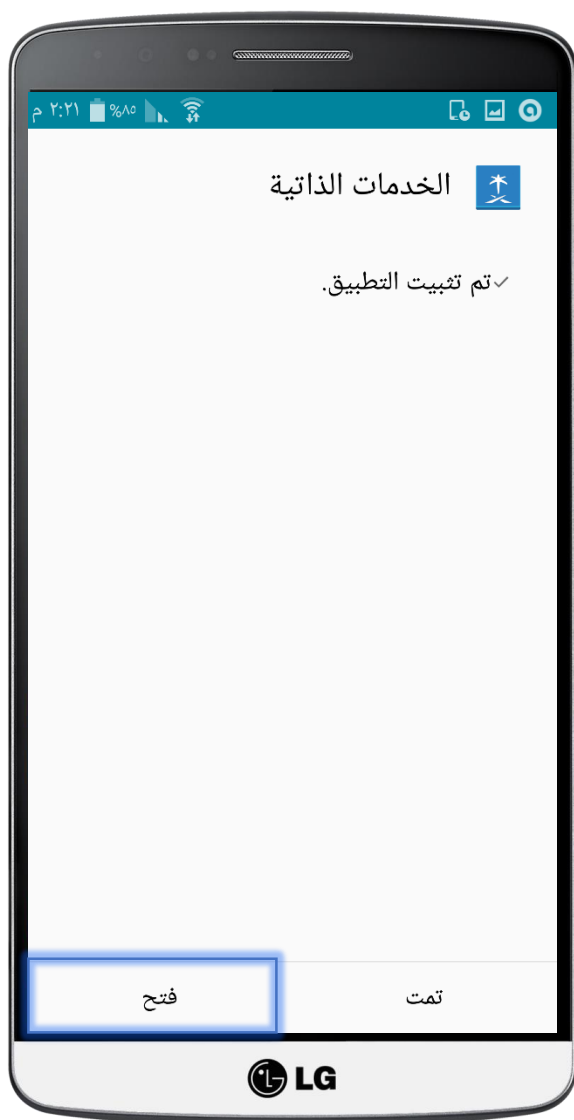 م ٢:٢١ %٨٥
الخدمات الذاتية
تم تثبيت التطبيق.
تمت
فتح
LG